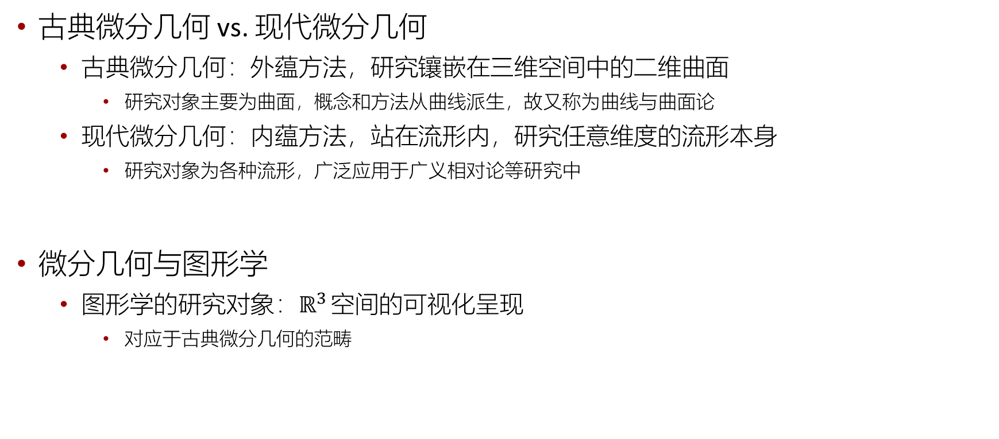 • 古典微分几何 vs. 现代微分几何
• 古典微分几何：外蕴方法，研究镶嵌在三维空间中的二维曲面
• 研究对象主要为曲面，概念和方法从曲线派生，故又称为曲线与曲面论
• 现代微分几何：内蕴方法，站在流形内，研究任意维度的流形本身
• 研究对象为各种流形，广泛应用于广义相对论等研究中
• 微分几何与图形学
• 图形学的研究对象：ℝ³ 空间的可视化呈现
• 对应于古典微分几何的范畴